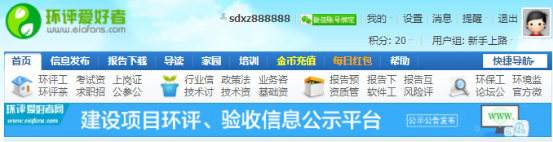 环评爱好者
www.eiafans.com
sdxz888888 微信账号绑定 我的 设置 消息 提醒 退出
积分: 20 用户组: 新手上路
首页 信息发布 报告下载 导读 家园 培训 金币充值 每日红包 帮助 快捷导航
环评工 考试资 上岗证 行业信 政策法 业务咨 报告预 报告下 报告互 环保工 环境监
环评茶 求职招 公参公 技术讨 技术资 基础资 资质管 软件工 风险评 论坛公 官方微
环评爱好者网
www.eiafans.com
建设项目环评、验收信息公示平台 公示公告发布 www.